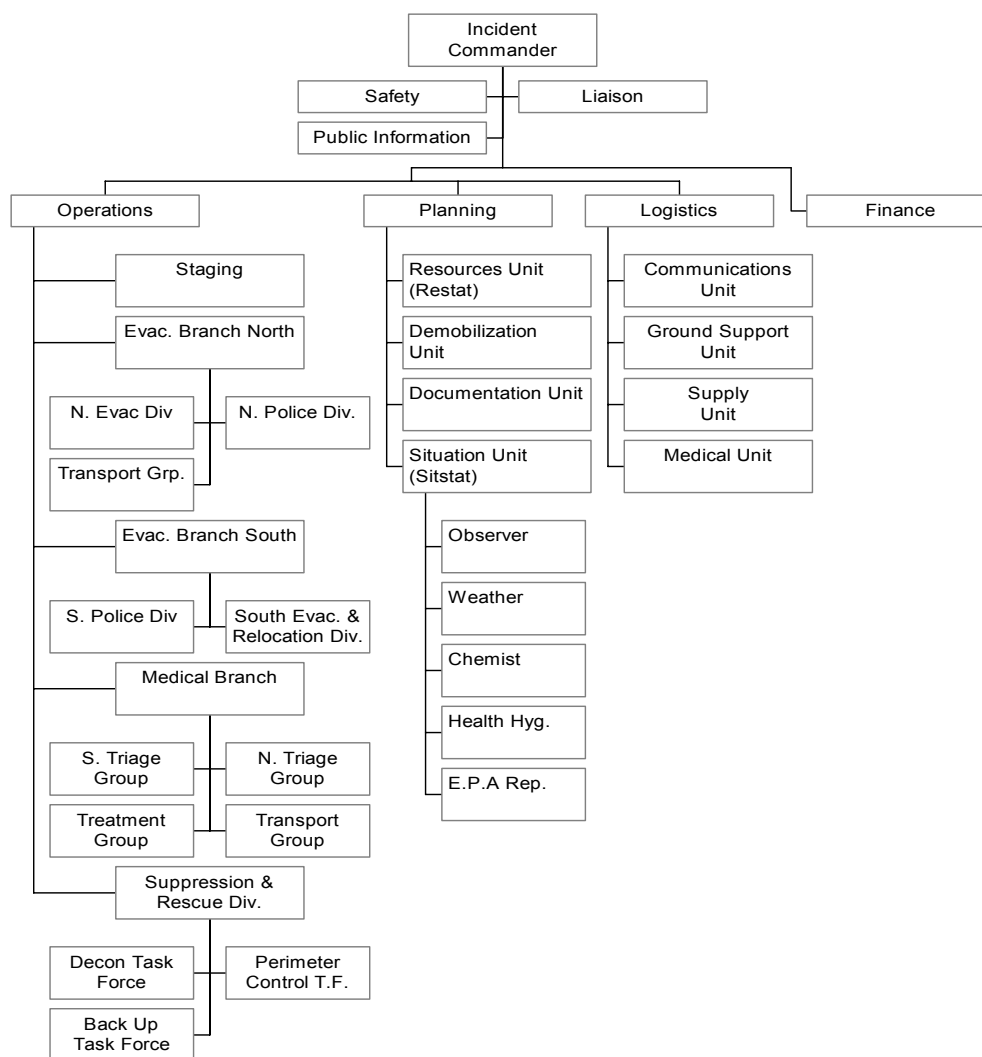 Incident
Commander
Safety
Liaison
Public Information
Operations
Planning
Logistics
Finance
Staging
Evac. Branch North
N. Evac Div
N. Police Div.
Transport Grp.
Evac. Branch South
S. Police Div
South Evac. &
Relocation Div.
Medical Branch
S. Triage
Group
N. Triage
Group
Treatment
Group
Transport
Group
Suppression &
Rescue Div.
Decon Task
Force
Perimeter
Control T.F.
Back Up
Task Force
Resources Unit
(Restat)
Demobilization
Unit
Documentation Unit
Situation Unit
(Sitstat)
Observer
Weather
Chemist
Health Hyg.
E.P.A Rep.
Communications
Unit
Ground Support
Unit
Supply
Unit
Medical Unit